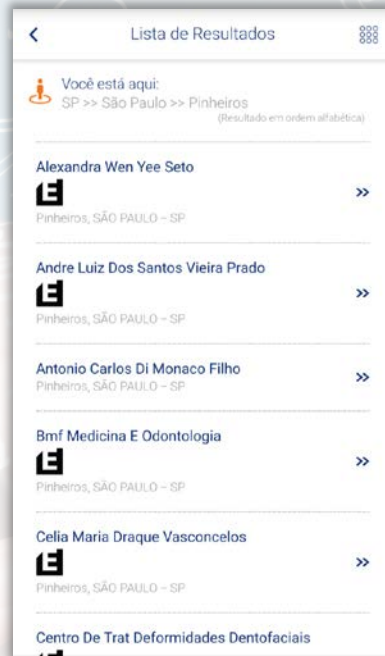 Lista de Resultados
Você está aqui:
SP >> São Paulo >> Pinheiros
(Resultado em ordem alfabética)
Alexandra Wen Yee Seto
E
Pinheiros, SÃO PAULO - SP
Andre Luiz Dos Santos Vieira Prado
E
Pinheiros, SÃO PAULO - SP
Antonio Carlos Di Monaco Filho
Pinheiros, SÃO PAULO - SP
Bmf Medicina E Odontologia
E
Pinheiros, SÃO PAULO - SP
Celia Maria Draque Vasconcelos
E
Pinheiros, SÃO PAULO - SP
Centro De Trat Deformidades Dentofaciais